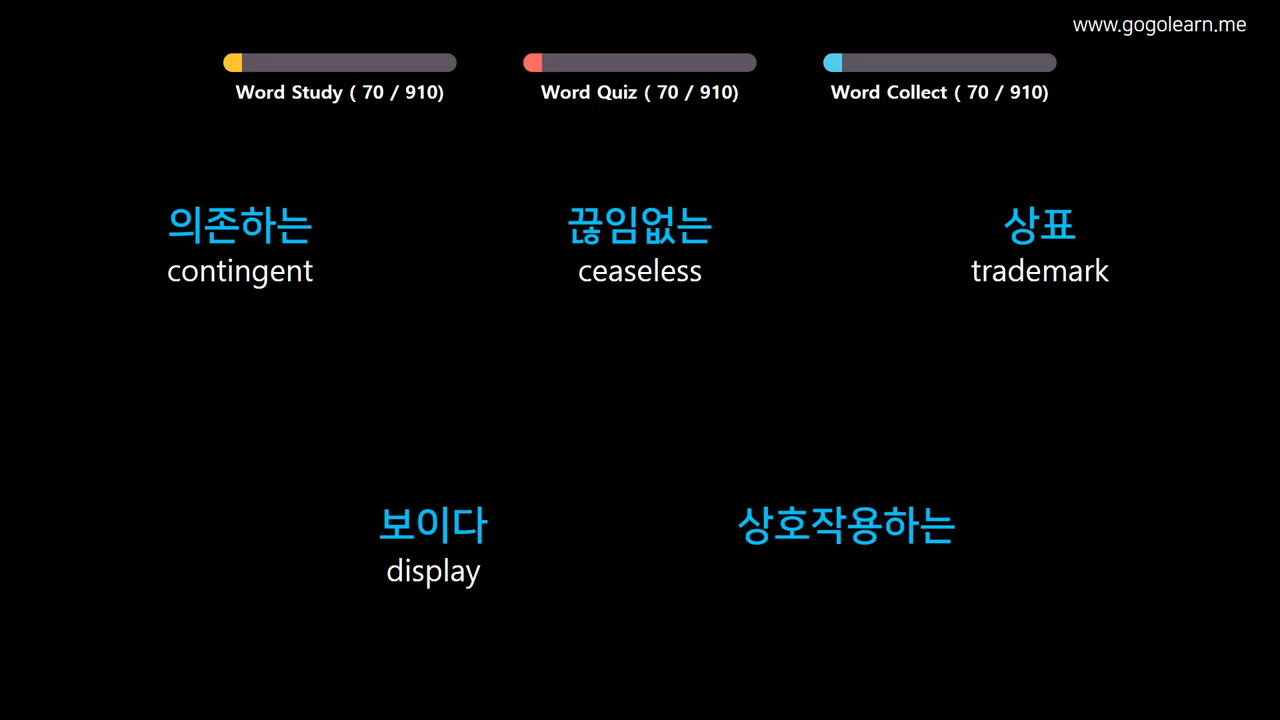 www.gogolearn.me
Word Study ( 70 / 910)
Word Quiz ( 70 / 910)
Word Collect ( 70 / 910)
의존하는
contingent
끊임없는
ceaseless
상표
trademark
보이다
display
상호작용하는